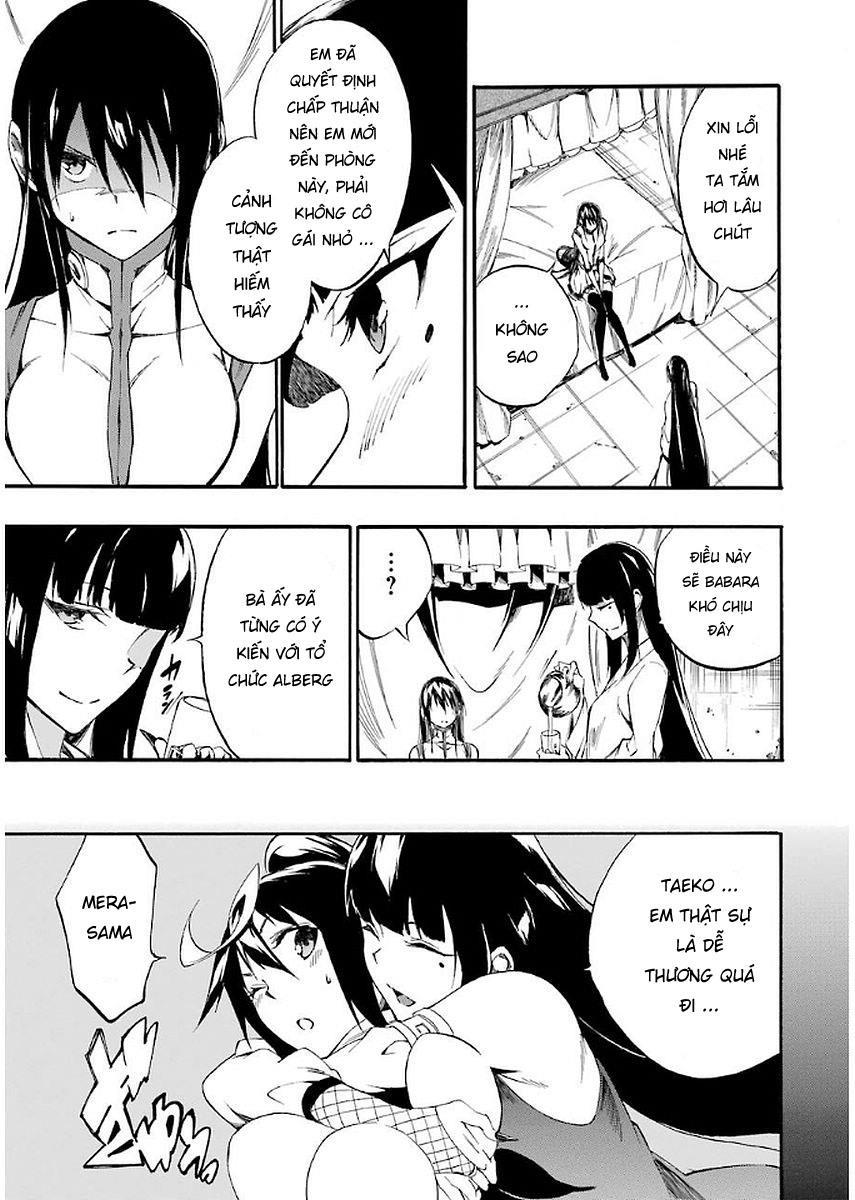 XIN LỖI
NHÉ
TA TẮM
HƠI LÂU
CHÚT
...
KHÔNG
SAO
EM ĐÃ
QUYẾT ĐỊNH
CHẤP THUẬN
NÊN EM MỚI
ĐẾN PHÒNG
NÀY, PHẢI
KHÔNG CÔ
GÁI NHỎ ...
CẢNH
TƯỢNG
THẬT
HIẾM
THẤY
ĐIỀU NÀY
SẼ BABARA
KHÓ CHỊU
ĐÂY
...?
BÀ ẤY ĐÃ
TỪNG CÓ Ý
KIẾN VỚI TỔ
CHỨC ALBERG
TAEKO ...
EM THẬT SỰ
LÀ DỄ
THƯƠNG QUÁ
ĐI ...
MERA-
SAMA